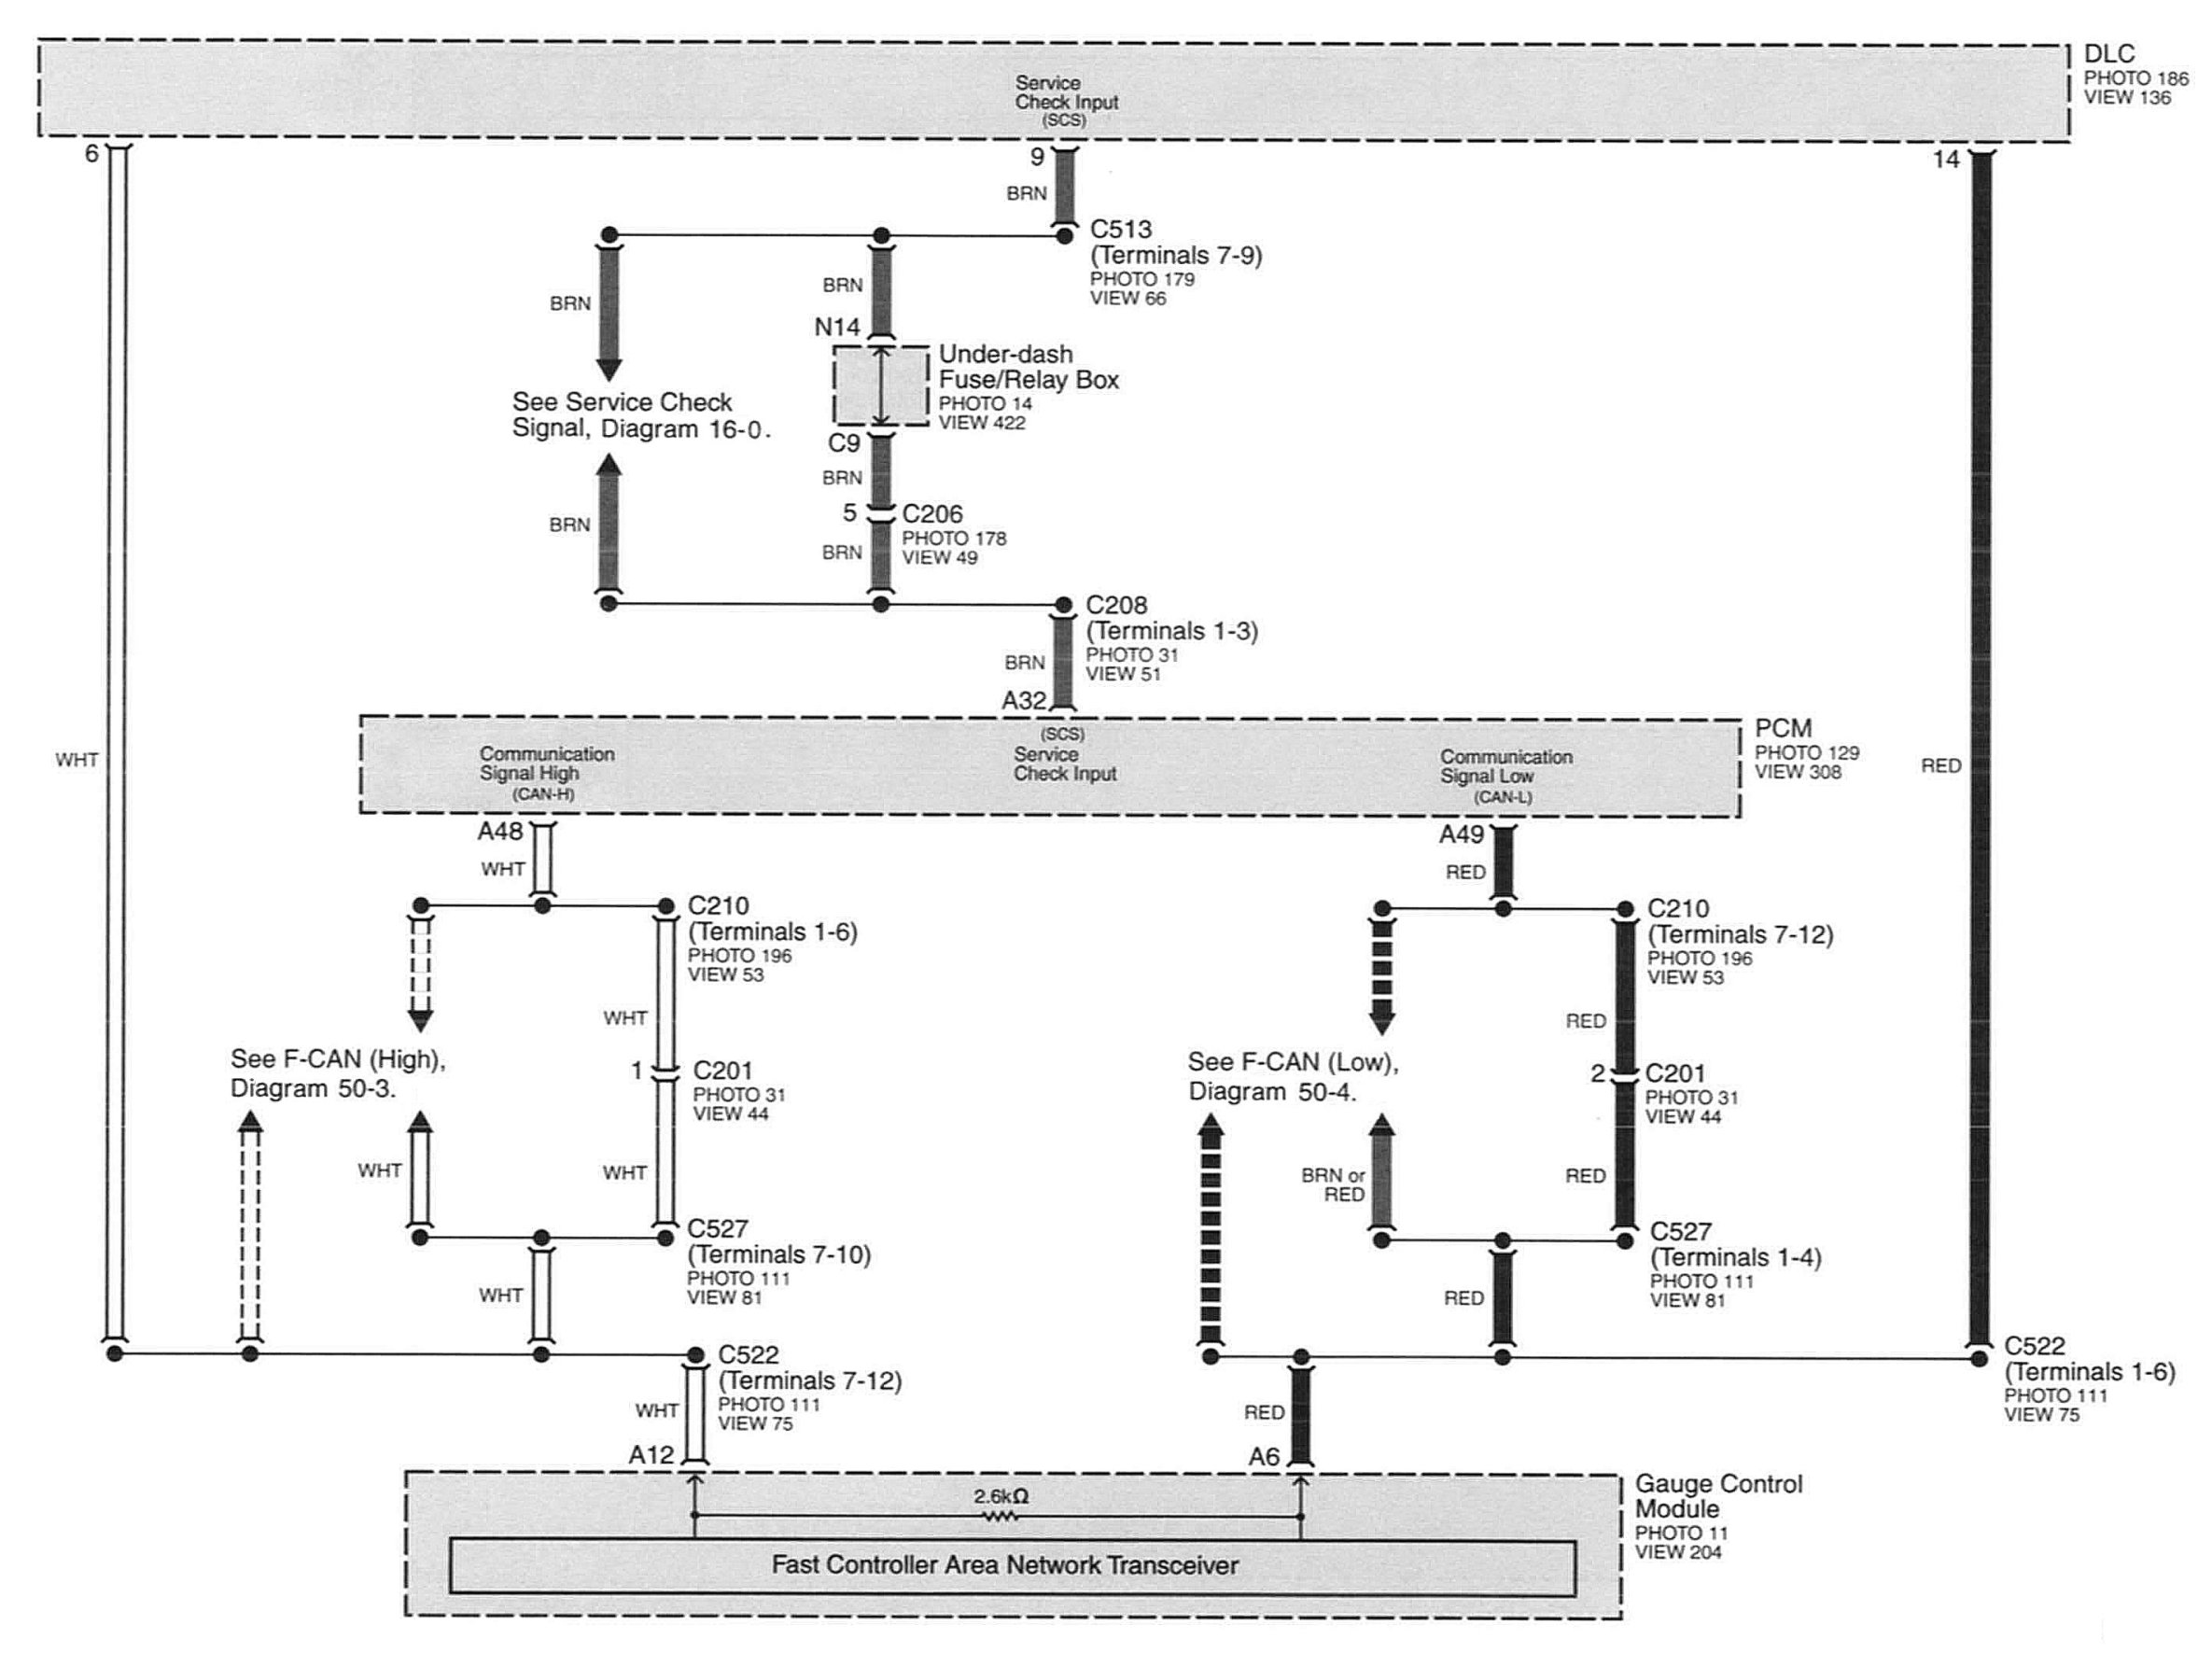 DLC
PHOTO 186
VIEW 136
Service
Check Input
(SCS)
6
9
14
BRN
C513
(Terminals 7-9)
PHOTO 179
VIEW 66
BRN
BRN
N14
Under-dash
Fuse/Relay Box
PHOTO 14
VIEW 422
See Service Check
Signal, Diagram 16-0.
C9
BRN
5
C206
PHOTO 178
VIEW 49
BRN
BRN
C208
(Terminals 1-3)
PHOTO 31
VIEW 51
BRN
A32
PCM
PHOTO 129
VIEW 308
WHT
RED
Communication
Signal High
(CAN-H)
(SCS)
Service
Check Input
Communication
Signal Low
(CAN-L)
A48
WHT
A49
RED
C210
(Terminals 1-6)
PHOTO 196
VIEW 53
C210
(Terminals 7-12)
PHOTO 196
VIEW 53
WHT
RED
See F-CAN (High),
Diagram 50-3.
1
C201
PHOTO 31
VIEW 44
See F-CAN (Low),
Diagram 50-4.
2
C201
PHOTO 31
VIEW 44
WHT
WHT
BRN or
RED
RED
C527
(Terminals 7-10)
PHOTO 111
VIEW 81
C527
(Terminals 1-4)
PHOTO 111
VIEW 81
WHT
RED
C522
(Terminals 7-12)
PHOTO 111
VIEW 75
C522
(Terminals 1-6)
PHOTO 111
VIEW 75
WHT
A12
RED
A6
Gauge Control
Module
PHOTO 11
VIEW 204
2.6kΩ
Fast Controller Area Network Transceiver